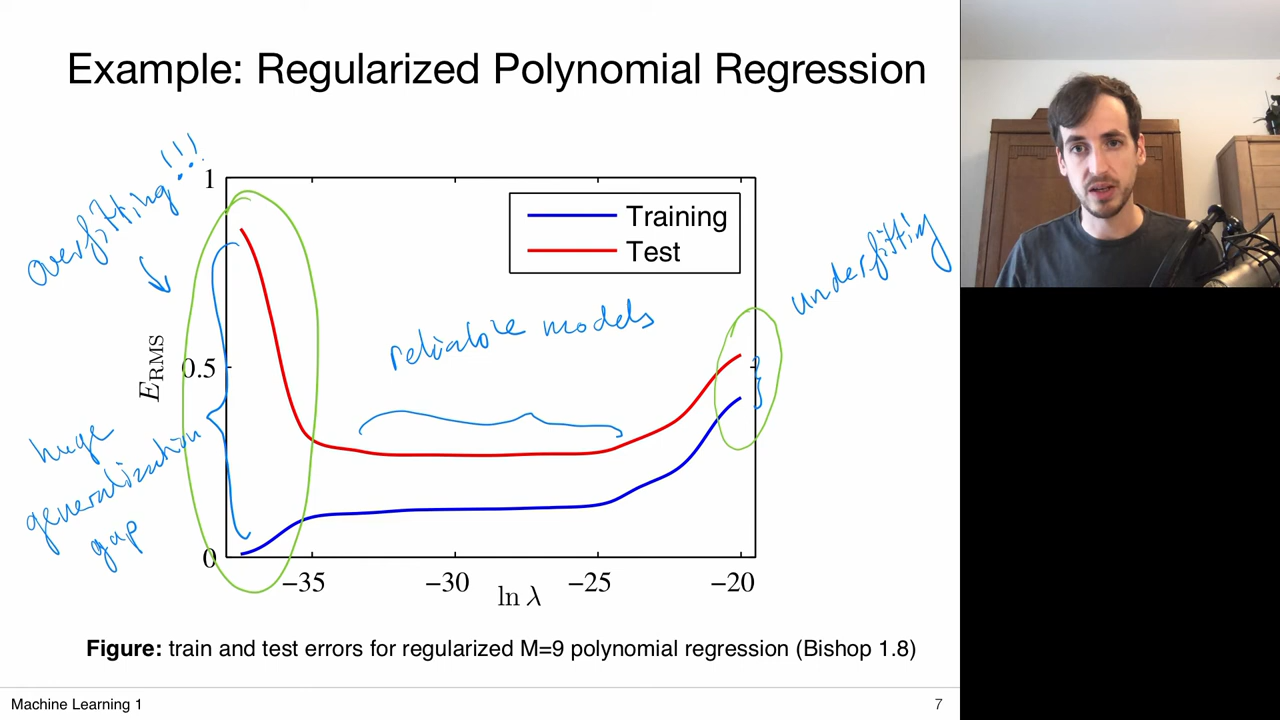 Example: Regularized Polynomial Regression
overfitting!!!
1
Training
Test
underfittig
reliable models
0.5
E_RMS
huge
generalization
gap
0
−35
−30
−25
−20
ln λ
Figure: train and test errors for regularized M=9 polynomial regression (Bishop 1.8)
Machine Learning 1
7